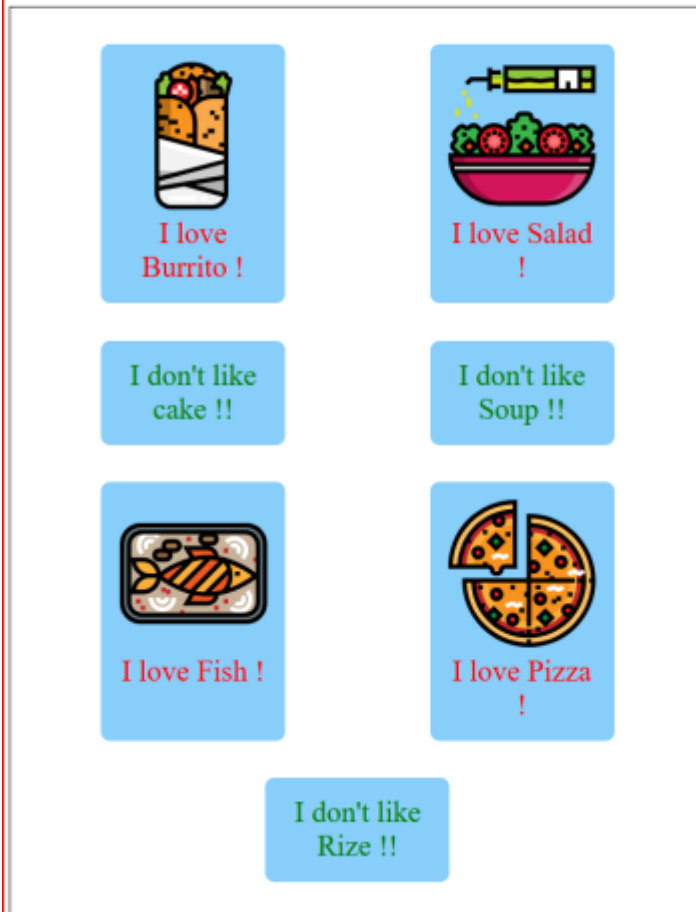 I love
Burrito !
I love Salad
!
I don't like
cake !!
I don't like
Soup !!
I love Fish !
I love Pizza
!
I don't like
Rize !!